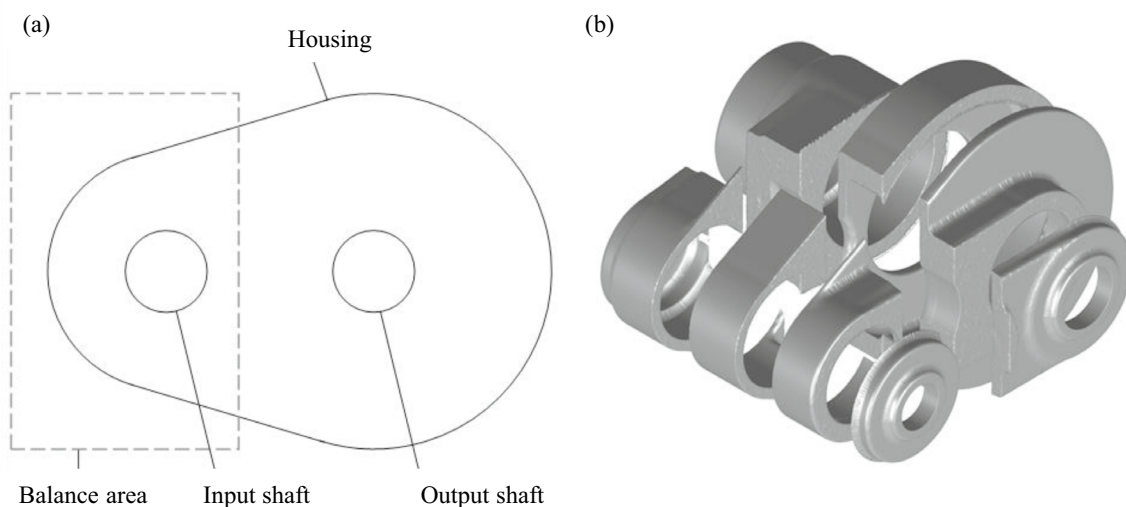 (a)
(b)
Housing
Balance area
Input shaft
Output shaft